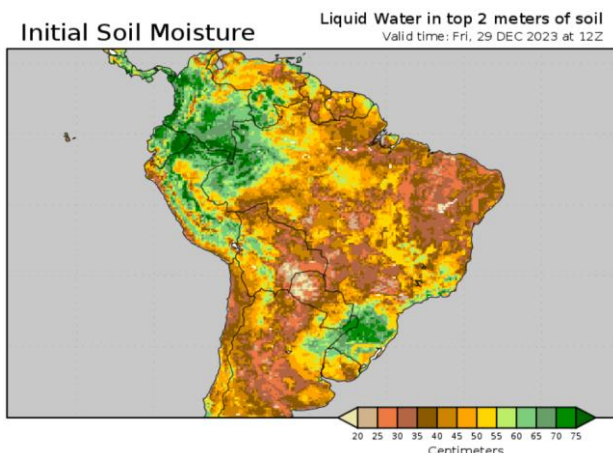 Initial Soil Moisture
Liquid Water in top 2 meters of soil
Valid time: Fri, 29 DEC 2023 at 12Z
20 25 30 35 40 45 50 55 60 65 70 75
Centimeters